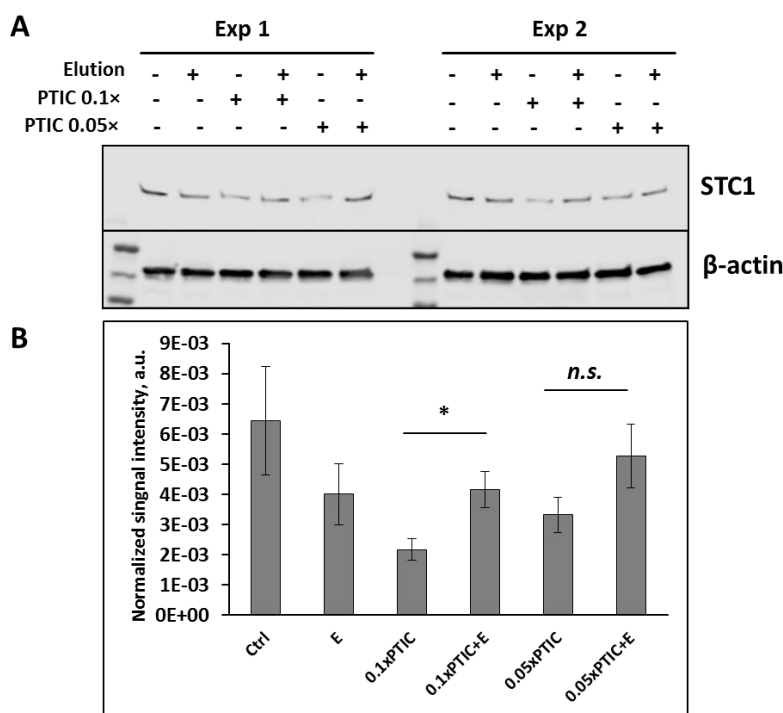 A
Exp 1 Exp 2
Elution - + - + - + - + - + - +
PTIC 0.1× - - + + - - - - + + - -
PTIC 0.05× - - - - + + - - - - + +
STC1
β-actin
B
Normalized singnal intensity, a.u.
9E-03
8E-03
7E-03
6E-03
5E-03
4E-03
3E-03
2E-03
1E-03
0E+00
*
n.s.
Ctrl
E
0.1xPTIC
0.1xPTIC+E
0.05xPTIC
0.05xPTIC+E